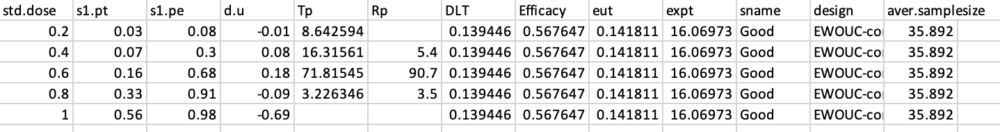 std.dose s1.pt s1.pe d.u Tp Rp DLT Efficacy eut expt sname design aver.samplesize
0.2 0.03 0.08 -0.01 8.642594 0.139446 0.567647 0.141811 16.06973 Good EWOUC-co 35.892
0.4 0.07 0.3 0.08 16.31561 5.4 0.139446 0.567647 0.141811 16.06973 Good EWOUC-co 35.892
0.6 0.16 0.68 0.18 71.81545 90.7 0.139446 0.567647 0.141811 16.06973 Good EWOUC-co 35.892
0.8 0.33 0.91 -0.09 3.226346 3.5 0.139446 0.567647 0.141811 16.06973 Good EWOUC-co 35.892
1 0.56 0.98 -0.69 0.139446 0.567647 0.141811 16.06973 Good EWOUC-co 35.892